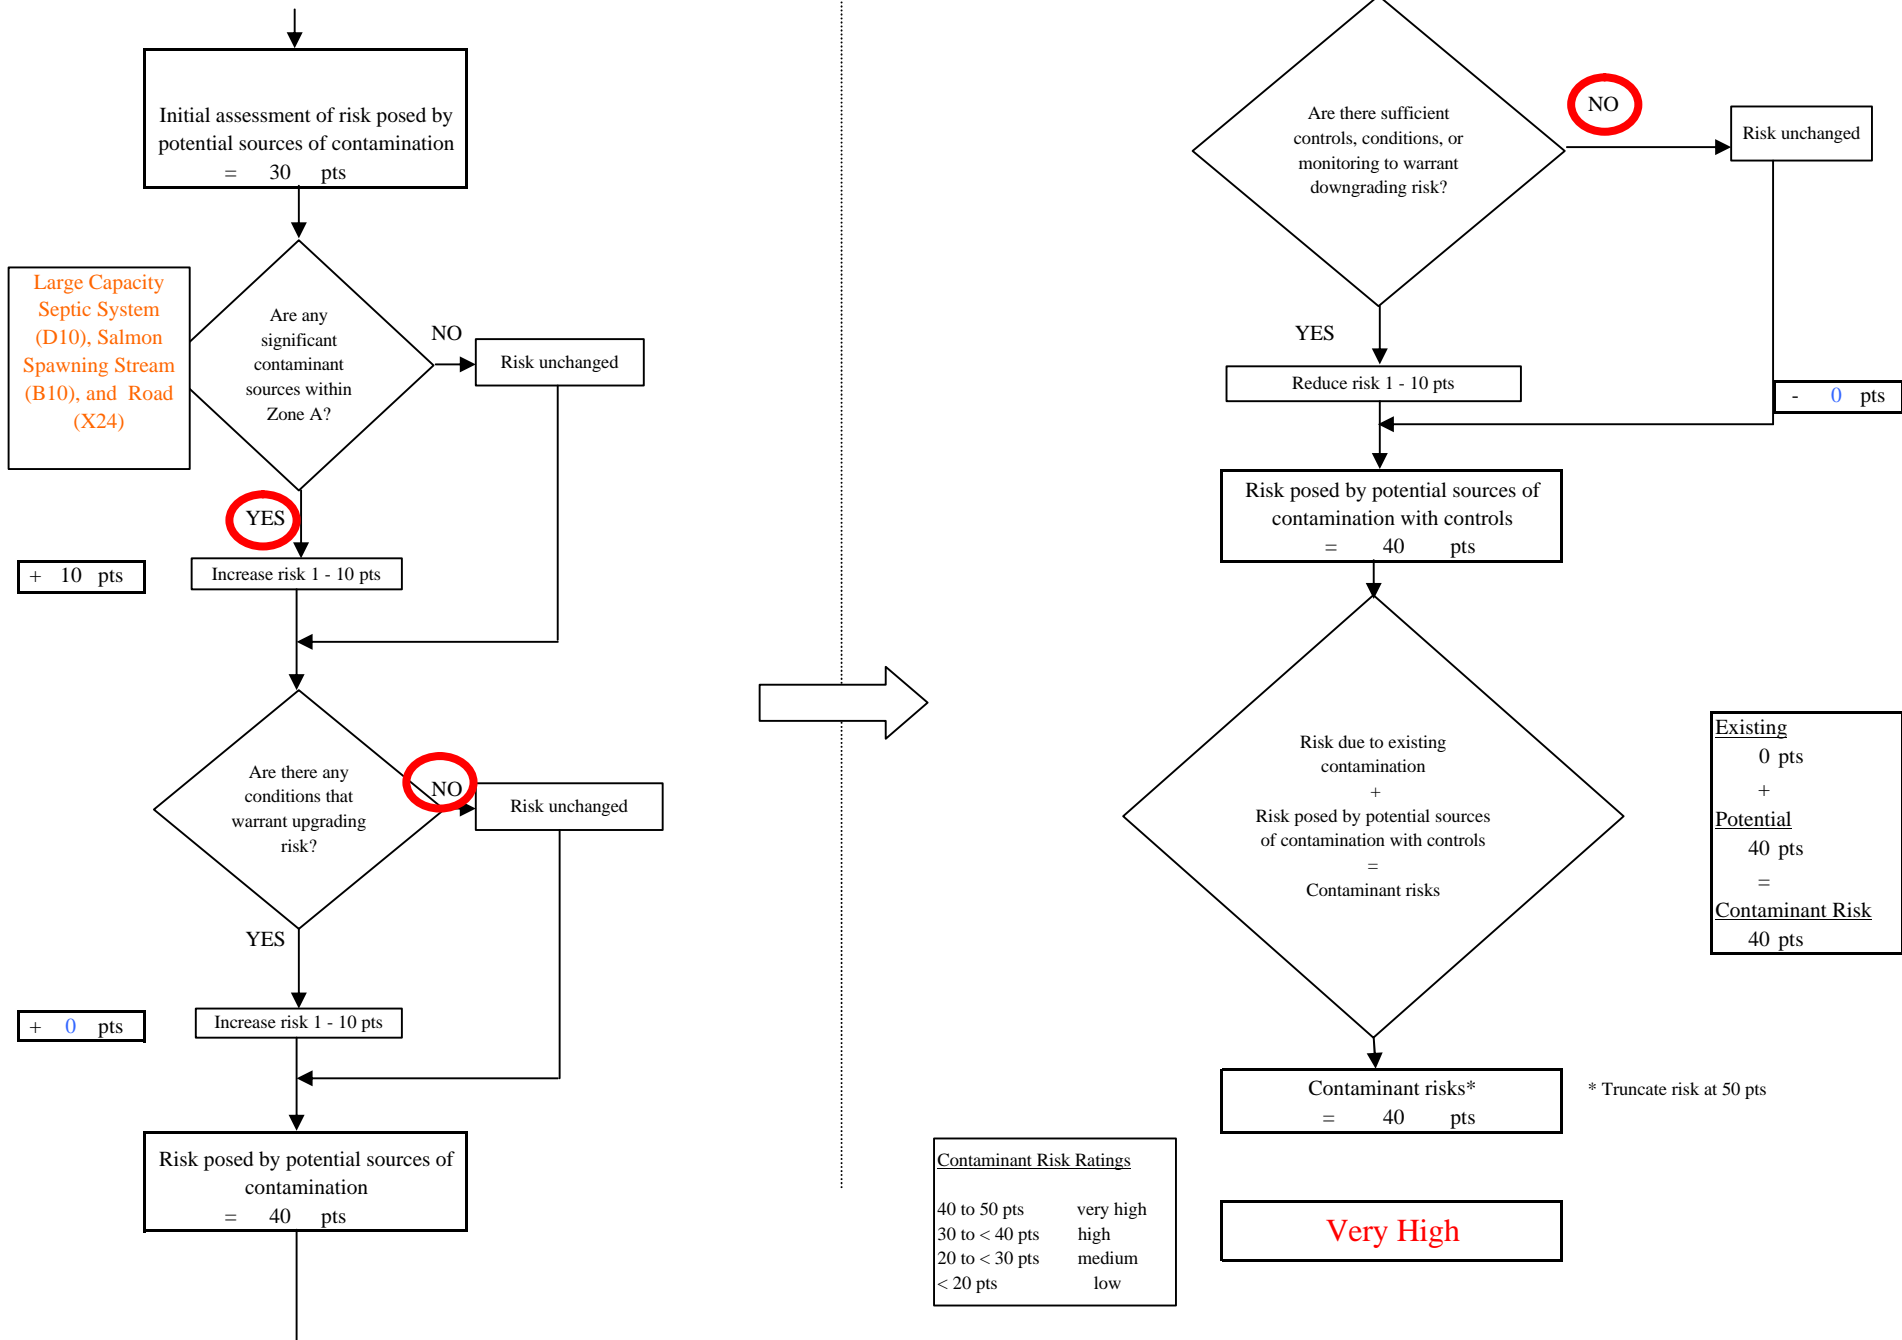 Initial assessment of risk posed by
potential sources of contamination
= 30 pts
Large Capacity
Septic System
(D10), Salmon
Spawning Stream
(B10), and Road
(X24)
Are any
significant
contaminant
sources within
Zone A?
NO
Risk unchanged
YES
+ 10 pts
Increase risk 1 - 10 pts
Are there any
conditions that
warrant upgrading
risk?
NO
Risk unchanged
YES
+ 0 pts
Increase risk 1 - 10 pts
Risk posed by potential sources of
contamination
= 40 pts
Are there sufficient
controls, conditions, or
monitoring to warrant
downgrading risk?
NO
Risk unchanged
YES
Reduce risk 1 - 10 pts
- 0 pts
Risk posed by potential sources of
contamination with controls
= 40 pts
Risk due to existing
contamination
+
Risk posed by potential sources
of contamination with controls
=
Contaminant risks
Existing
0 pts
+
Potential
40 pts
=
Contaminant Risk
40 pts
Contaminant risks*
= 40 pts
* Truncate risk at 50 pts
Contaminant Risk Ratings
40 to 50 pts very high
30 to < 40 pts high
20 to < 30 pts medium
< 20 pts low
Very High